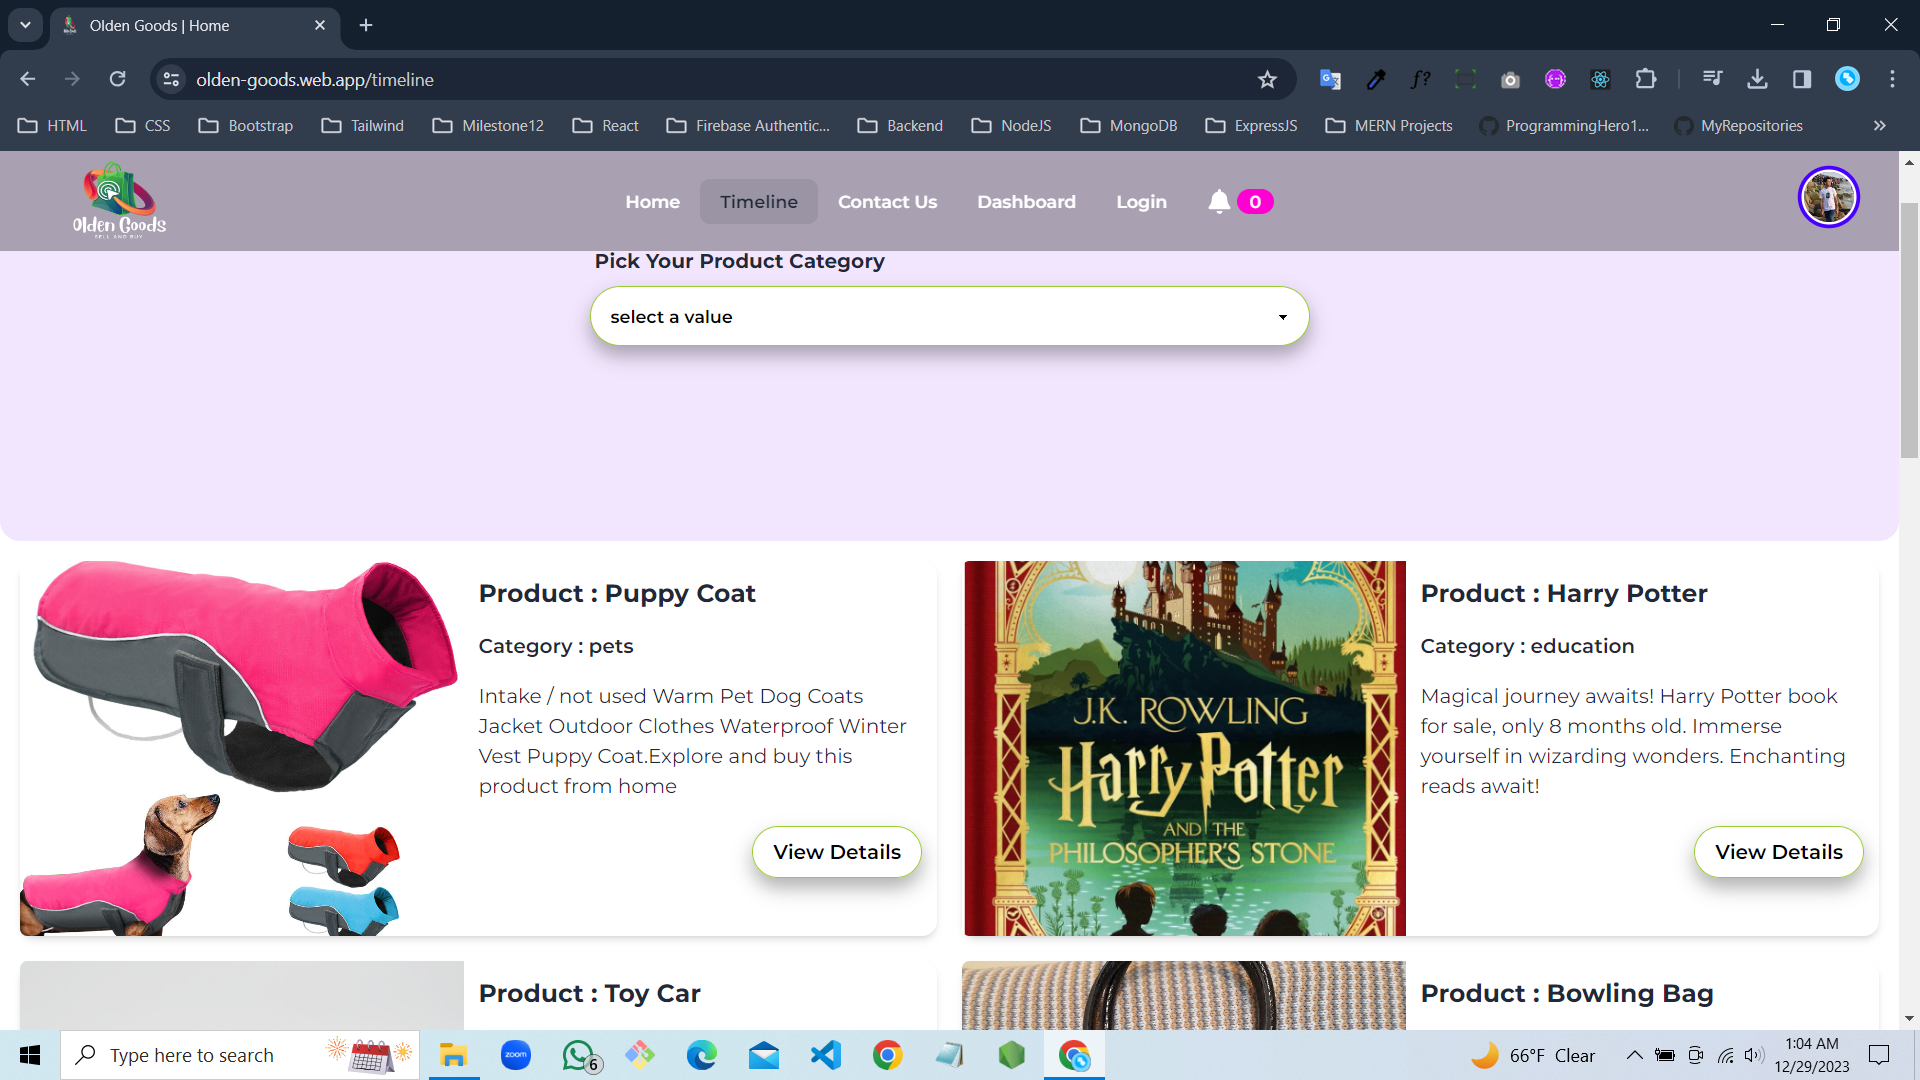 Olden Goods | Home
olden-goods.web.app/timeline
HTML
CSS
Bootstrap
Tailwind
Milestone12
React
Firebase Authentic...
Backend
NodeJS
MongoDB
ExpressJS
MERN Projects
ProgrammingHero1...
MyRepositories
Olden Goods
SELL AND BUY
Home
Timeline
Contact Us
Dashboard
Login
0
Pick Your Product Category
select a value
Product : Puppy Coat
Category : pets
Intake / not used Warm Pet Dog Coats
Jacket Outdoor Clothes Waterproof Winter
Vest Puppy Coat.Explore and buy this
product from home
View Details
J.K. ROWLING
Harry Potter
AND THE
PHILOSOPHER'S STONE
Product : Harry Potter
Category : education
Magical journey awaits! Harry Potter book
for sale, only 8 months old. Immerse
yourself in wizarding wonders. Enchanting
reads await!
View Details
Product : Toy Car
Product : Bowling Bag
Type here to search
zoom
6
66°F Clear
1:04 AM
12/29/2023